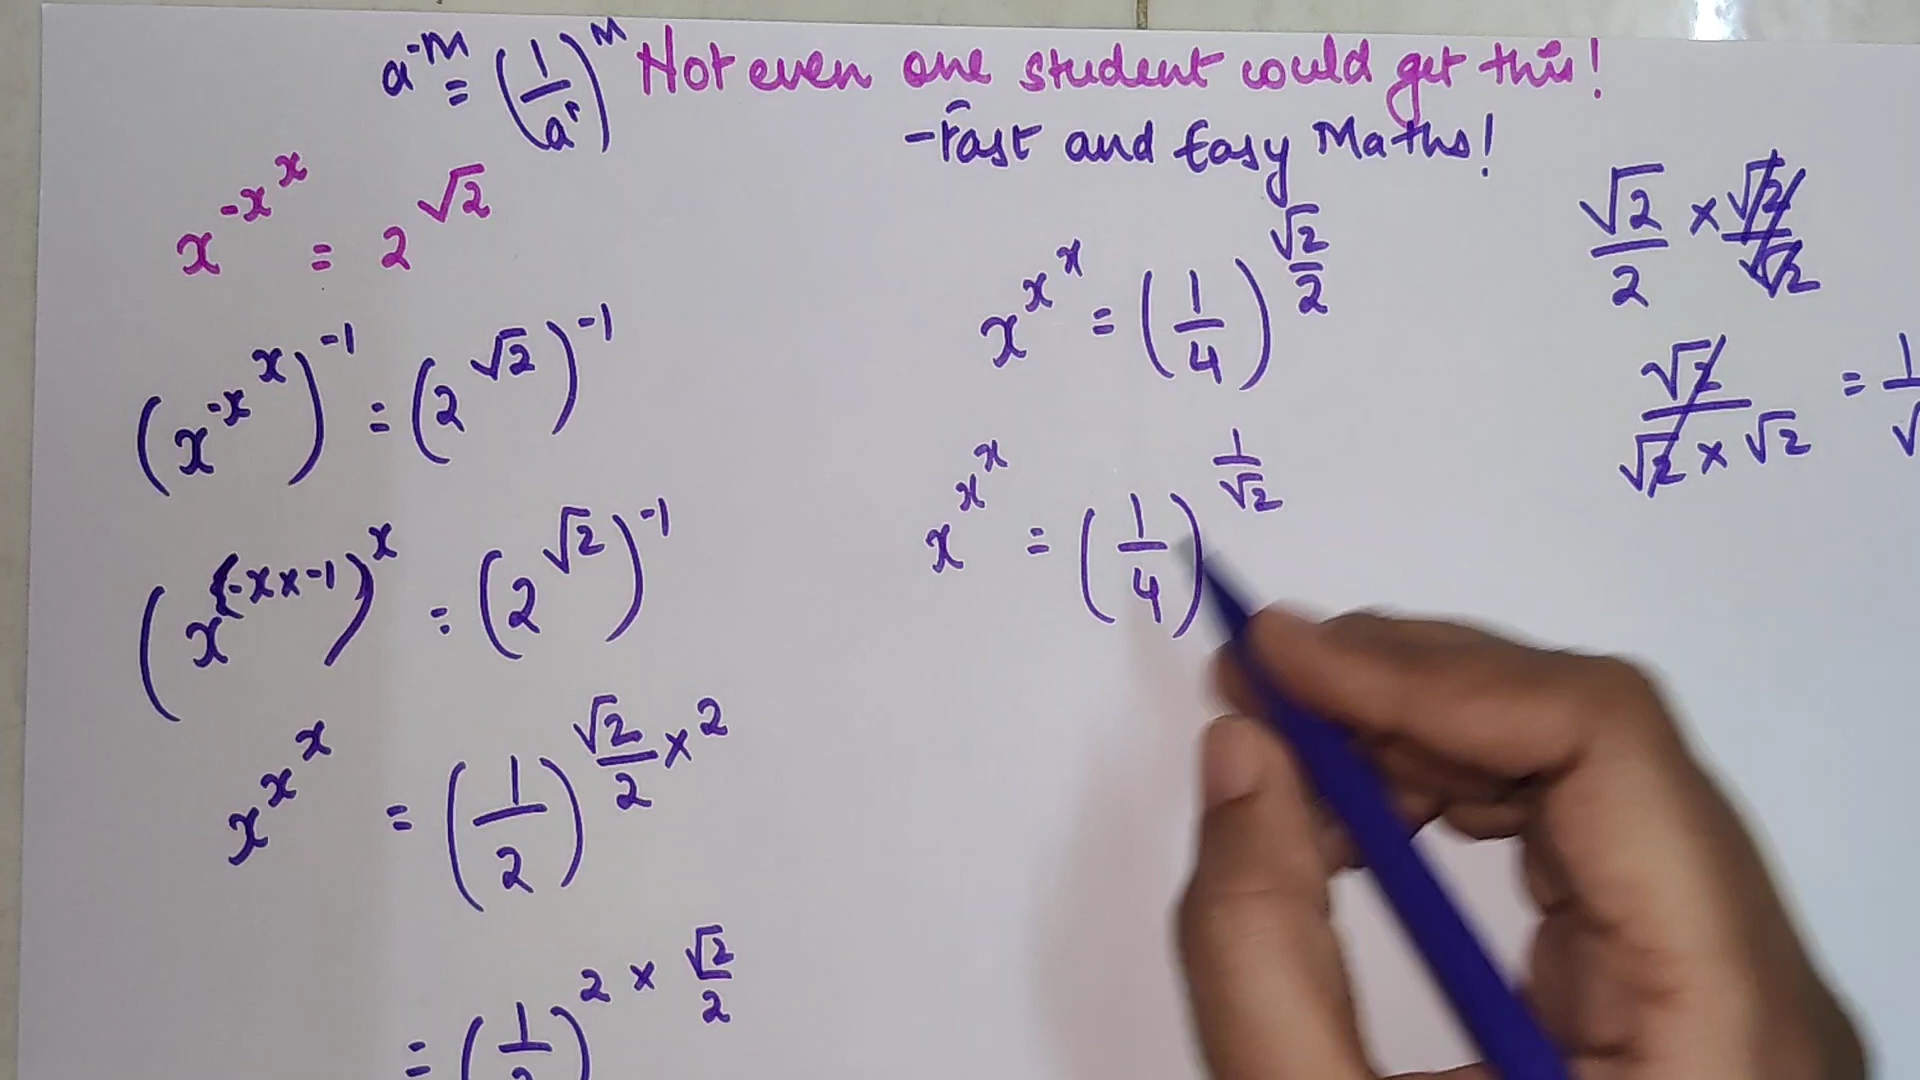 a^-M = (1/a)^M Not even one student could get this!
-Fast and Easy Maths!
x^-x^x = 2^√2
(x^-x^x)^-1 = (2^√2)^-1
(x^(-x×-1))^x = (2^√2)^-1
x^x^x = (1/2)^√2/2 × 2
= (1/2)^2 × √2/2
x^x^x = (1/4)^√2/2
x^x^x = (1/4)^1/√2
√2/2 × √2/√2
√2/√2 × √2 = 1/√